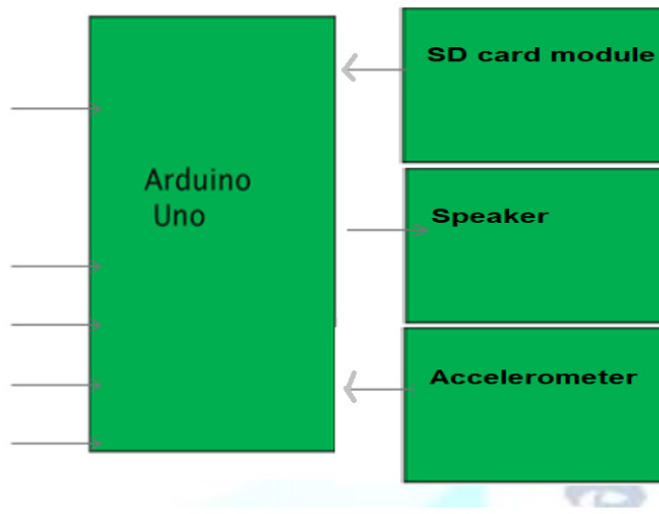 SD card module
Arduino
Uno
Speaker
Accelerometer